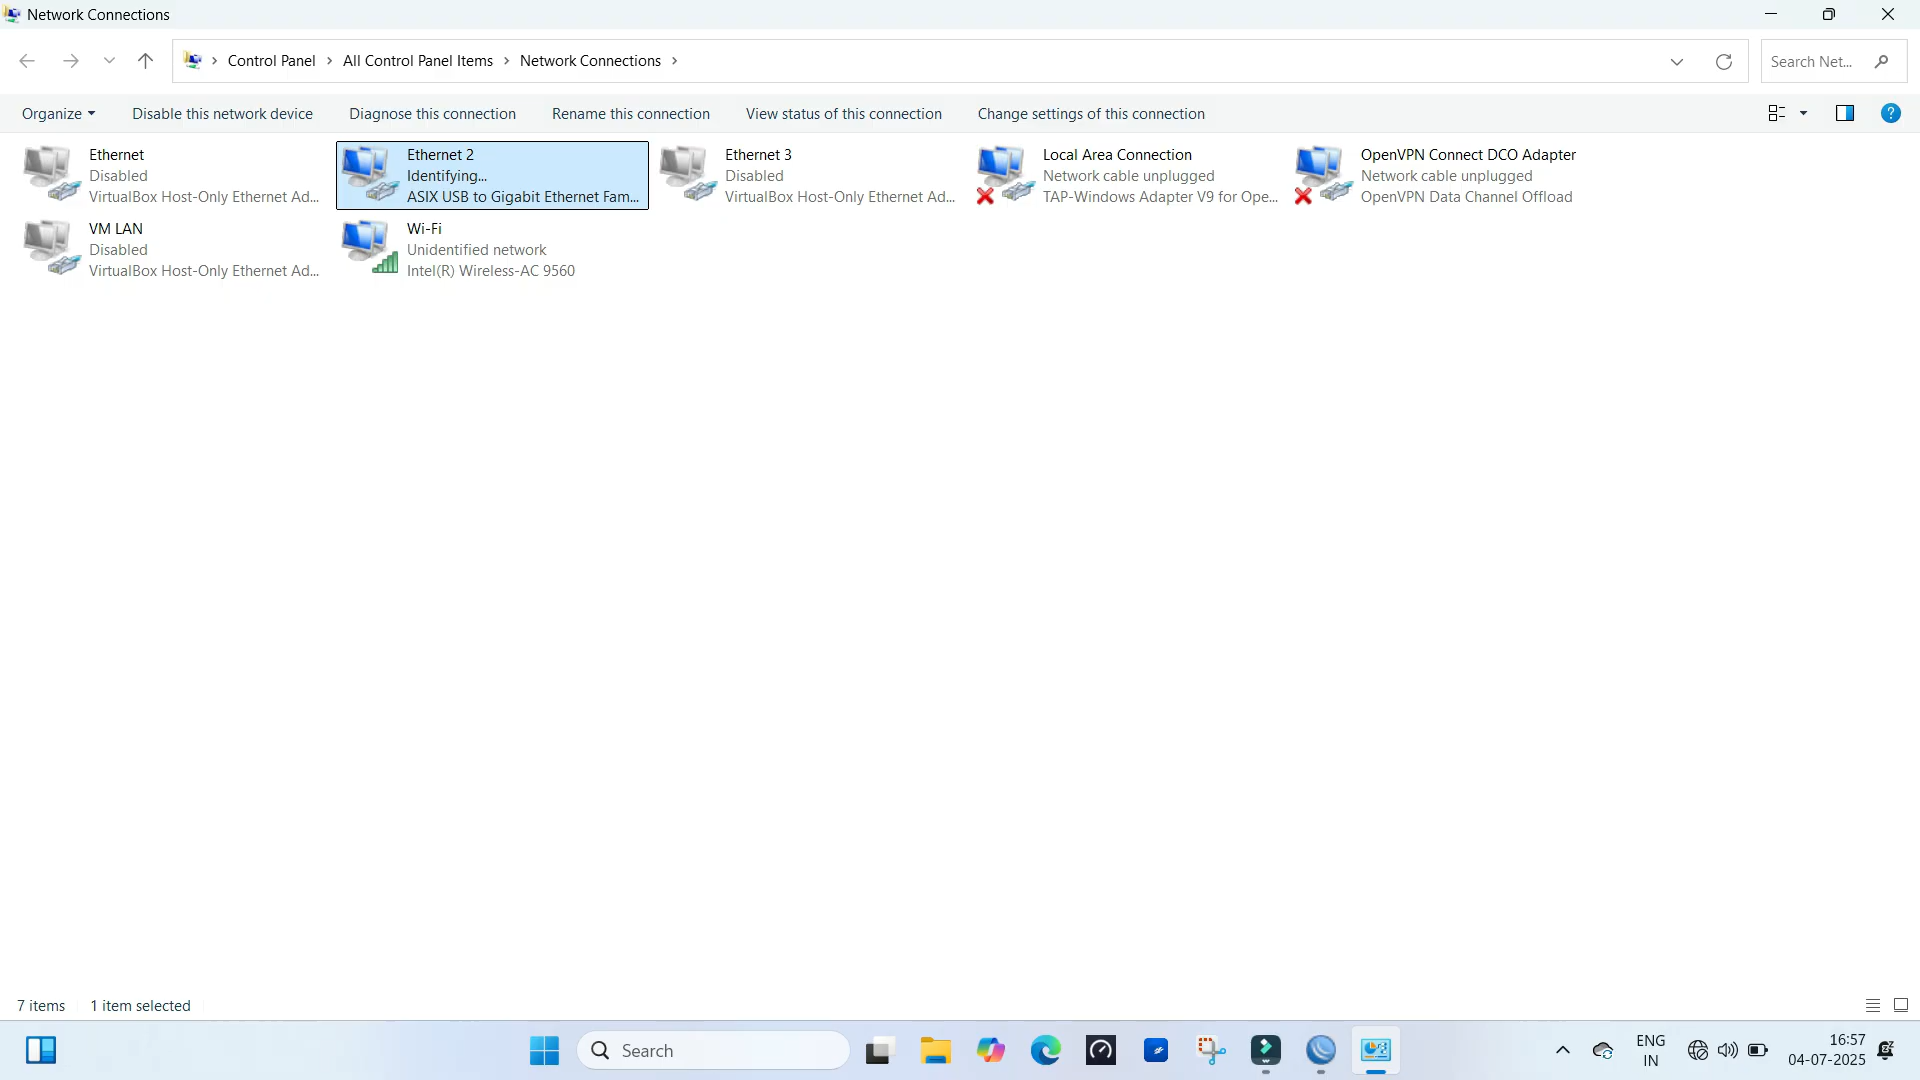 Network Connections
Control Panel > All Control Panel Items > Network Connections >
Search Net...
Organize
Disable this network device
Diagnose this connection
Rename this connection
View status of this connection
Change settings of this connection
Ethernet
Disabled
VirtualBox Host-Only Ethernet Ad...
Ethernet 2
Identifying...
ASIX USB to Gigabit Ethernet Fam...
Ethernet 3
Disabled
VirtualBox Host-Only Ethernet Ad...
Local Area Connection
Network cable unplugged
TAP-Windows Adapter V9 for Ope...
OpenVPN Connect DCO Adapter
Network cable unplugged
OpenVPN Data Channel Offload
VM LAN
Disabled
VirtualBox Host-Only Ethernet Ad...
Wi-Fi
Unidentified network
Intel(R) Wireless-AC 9560
7 items
1 item selected
Search
ENG
IN
16:57
04-07-2025